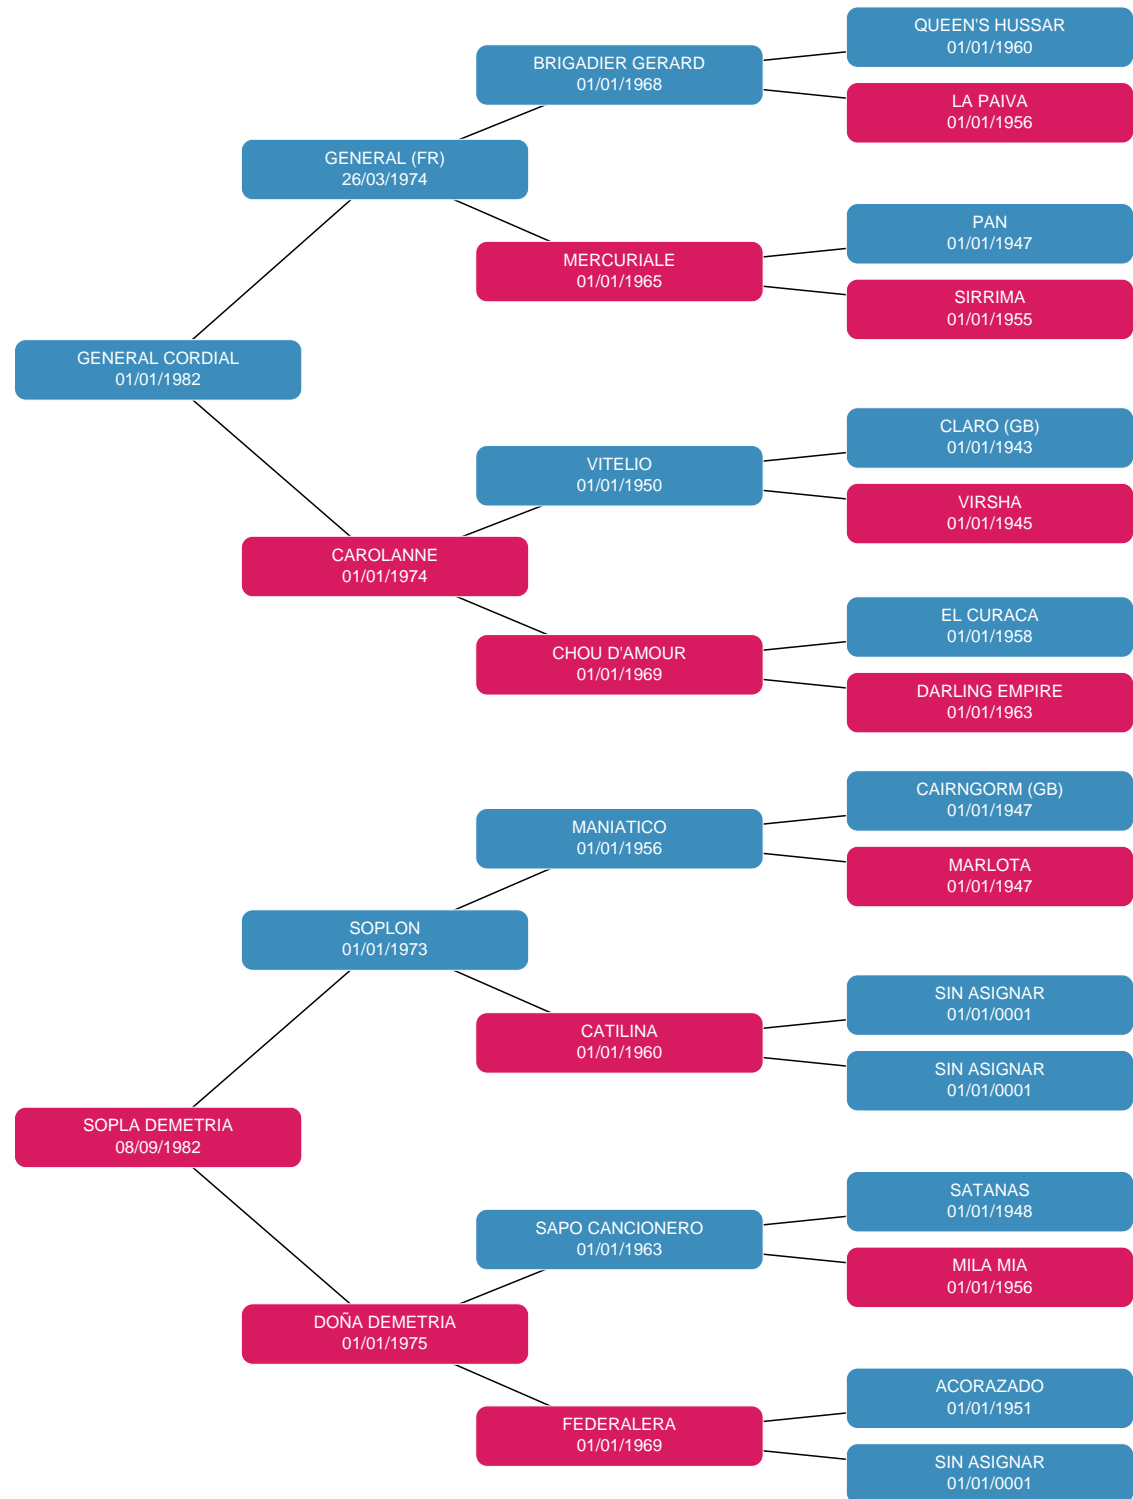 QUEEN'S HUSSAR
01/01/1960
BRIGADIER GERARD
01/01/1968
LA PAIVA
01/01/1956
GENERAL (FR)
26/03/1974
PAN
01/01/1947
MERCURIALE
01/01/1965
SIRRIMA
01/01/1955
GENERAL CORDIAL
01/01/1982
CLARO (GB)
01/01/1943
VITELIO
01/01/1950
VIRSHA
01/01/1945
CAROLANNE
01/01/1974
EL CURACA
01/01/1958
CHOU D'AMOUR
01/01/1969
DARLING EMPIRE
01/01/1963
CAIRNGORM (GB)
01/01/1947
MANIATICO
01/01/1956
MARLOTA
01/01/1947
SOPLON
01/01/1973
SIN ASIGNAR
01/01/0001
CATILINA
01/01/1960
SIN ASIGNAR
01/01/0001
SOPLA DEMETRIA
08/09/1982
SATANAS
01/01/1948
SAPO CANCIONERO
01/01/1963
MILA MIA
01/01/1956
DOÑA DEMETRIA
01/01/1975
ACORAZADO
01/01/1951
FEDERALERA
01/01/1969
SIN ASIGNAR
01/01/0001